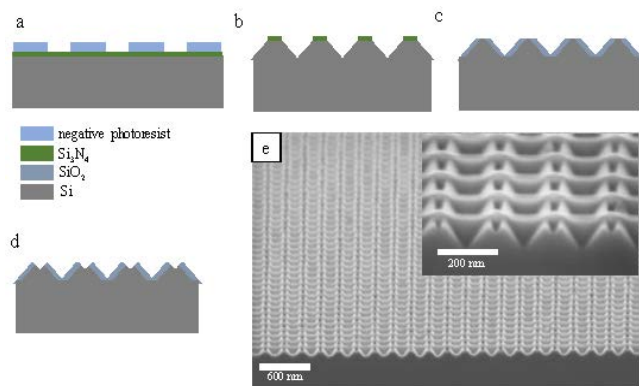 a
b
c
negative photoresist
Si₃N₄
SiO₂
Si
d
e
200 nm
600 nm